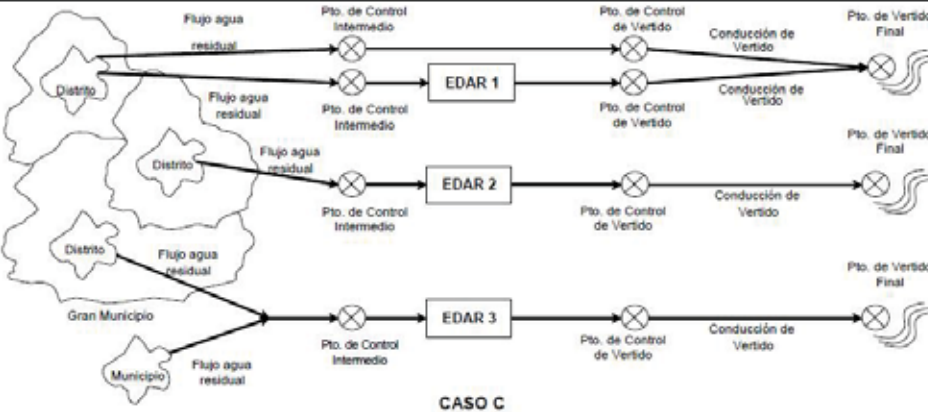 Flujo agua
residual
Pto. de Control
Intermedio
Pto. de Control
de Vertido
Conducción de
Vertido
Pto. de Vertido
Final
Distrito
Flujo agua
residual
Pto. de Control
Intermedio
EDAR 1
Pto. de Control
de Vertido
Conducción de
Vertido
Distrito
Flujo agua
residual
Pto. de Control
Intermedio
EDAR 2
Pto. de Control
de Vertido
Conducción de
Vertido
Pto. de Vertido
Final
Distrito
Flujo agua
residual
Gran Municipio
Municipio
Flujo agua
residual
Pto. de Control
Intermedio
EDAR 3
Pto. de Control
de Vertido
Conducción de
Vertido
Pto. de Vertido
Final
CASO C